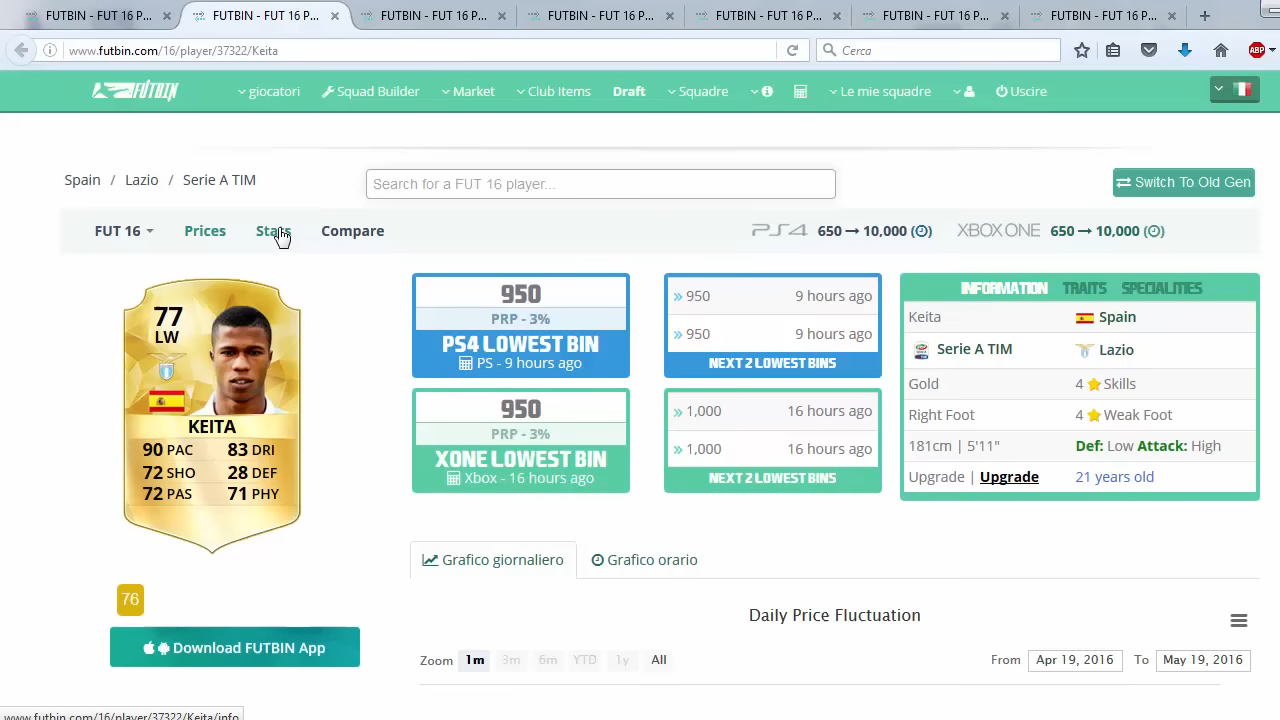 FUTBIN - FUT 16 P... × FUTBIN - FUT 16 P... × FUTBIN - FUT 16 P... × FUTBIN - FUT 16 P... × FUTBIN - FUT 16 P... × FUTBIN - FUT 16 P... × FUTBIN - FUT 16 P... ×
www.futbin.com/16/player/37322/Keita
Cerca
ABP
FUTBIN
giocatori
Squad Builder
Market
Club Items
Draft
Squadre
Le mie squadre
Uscire
Spain / Lazio / Serie A TIM
Search for a FUT 16 player...
Switch To Old Gen
FUT 16
Prices
Stats
Compare
PS4 650 → 10,000
XBOX ONE 650 → 10,000
77
LW
KEITA
90 PAC 83 DRI
72 SHO 28 DEF
72 PAS 71 PHY
76
Download FUTBIN App
950
PRP - 3%
PS4 LOWEST BIN
PS - 9 hours ago
» 950 9 hours ago
» 950 9 hours ago
NEXT 2 LOWEST BINS
950
PRP - 3%
XONE LOWEST BIN
Xbox - 16 hours ago
» 1,000 16 hours ago
» 1,000 16 hours ago
NEXT 2 LOWEST BINS
INFORMATION TRAITS SPECIALITIES
Keita Spain
Serie A TIM Lazio
Gold 4 Skills
Right Foot 4 Weak Foot
181cm | 5'11" Def: Low Attack: High
Upgrade | Upgrade 21 years old
Grafico giornaliero
Grafico orario
Daily Price Fluctuation
Zoom 1m 3m 6m YTD 1y All
From Apr 19, 2016 To May 19, 2016
www.futbin.com/16/player/37322/Keita/info